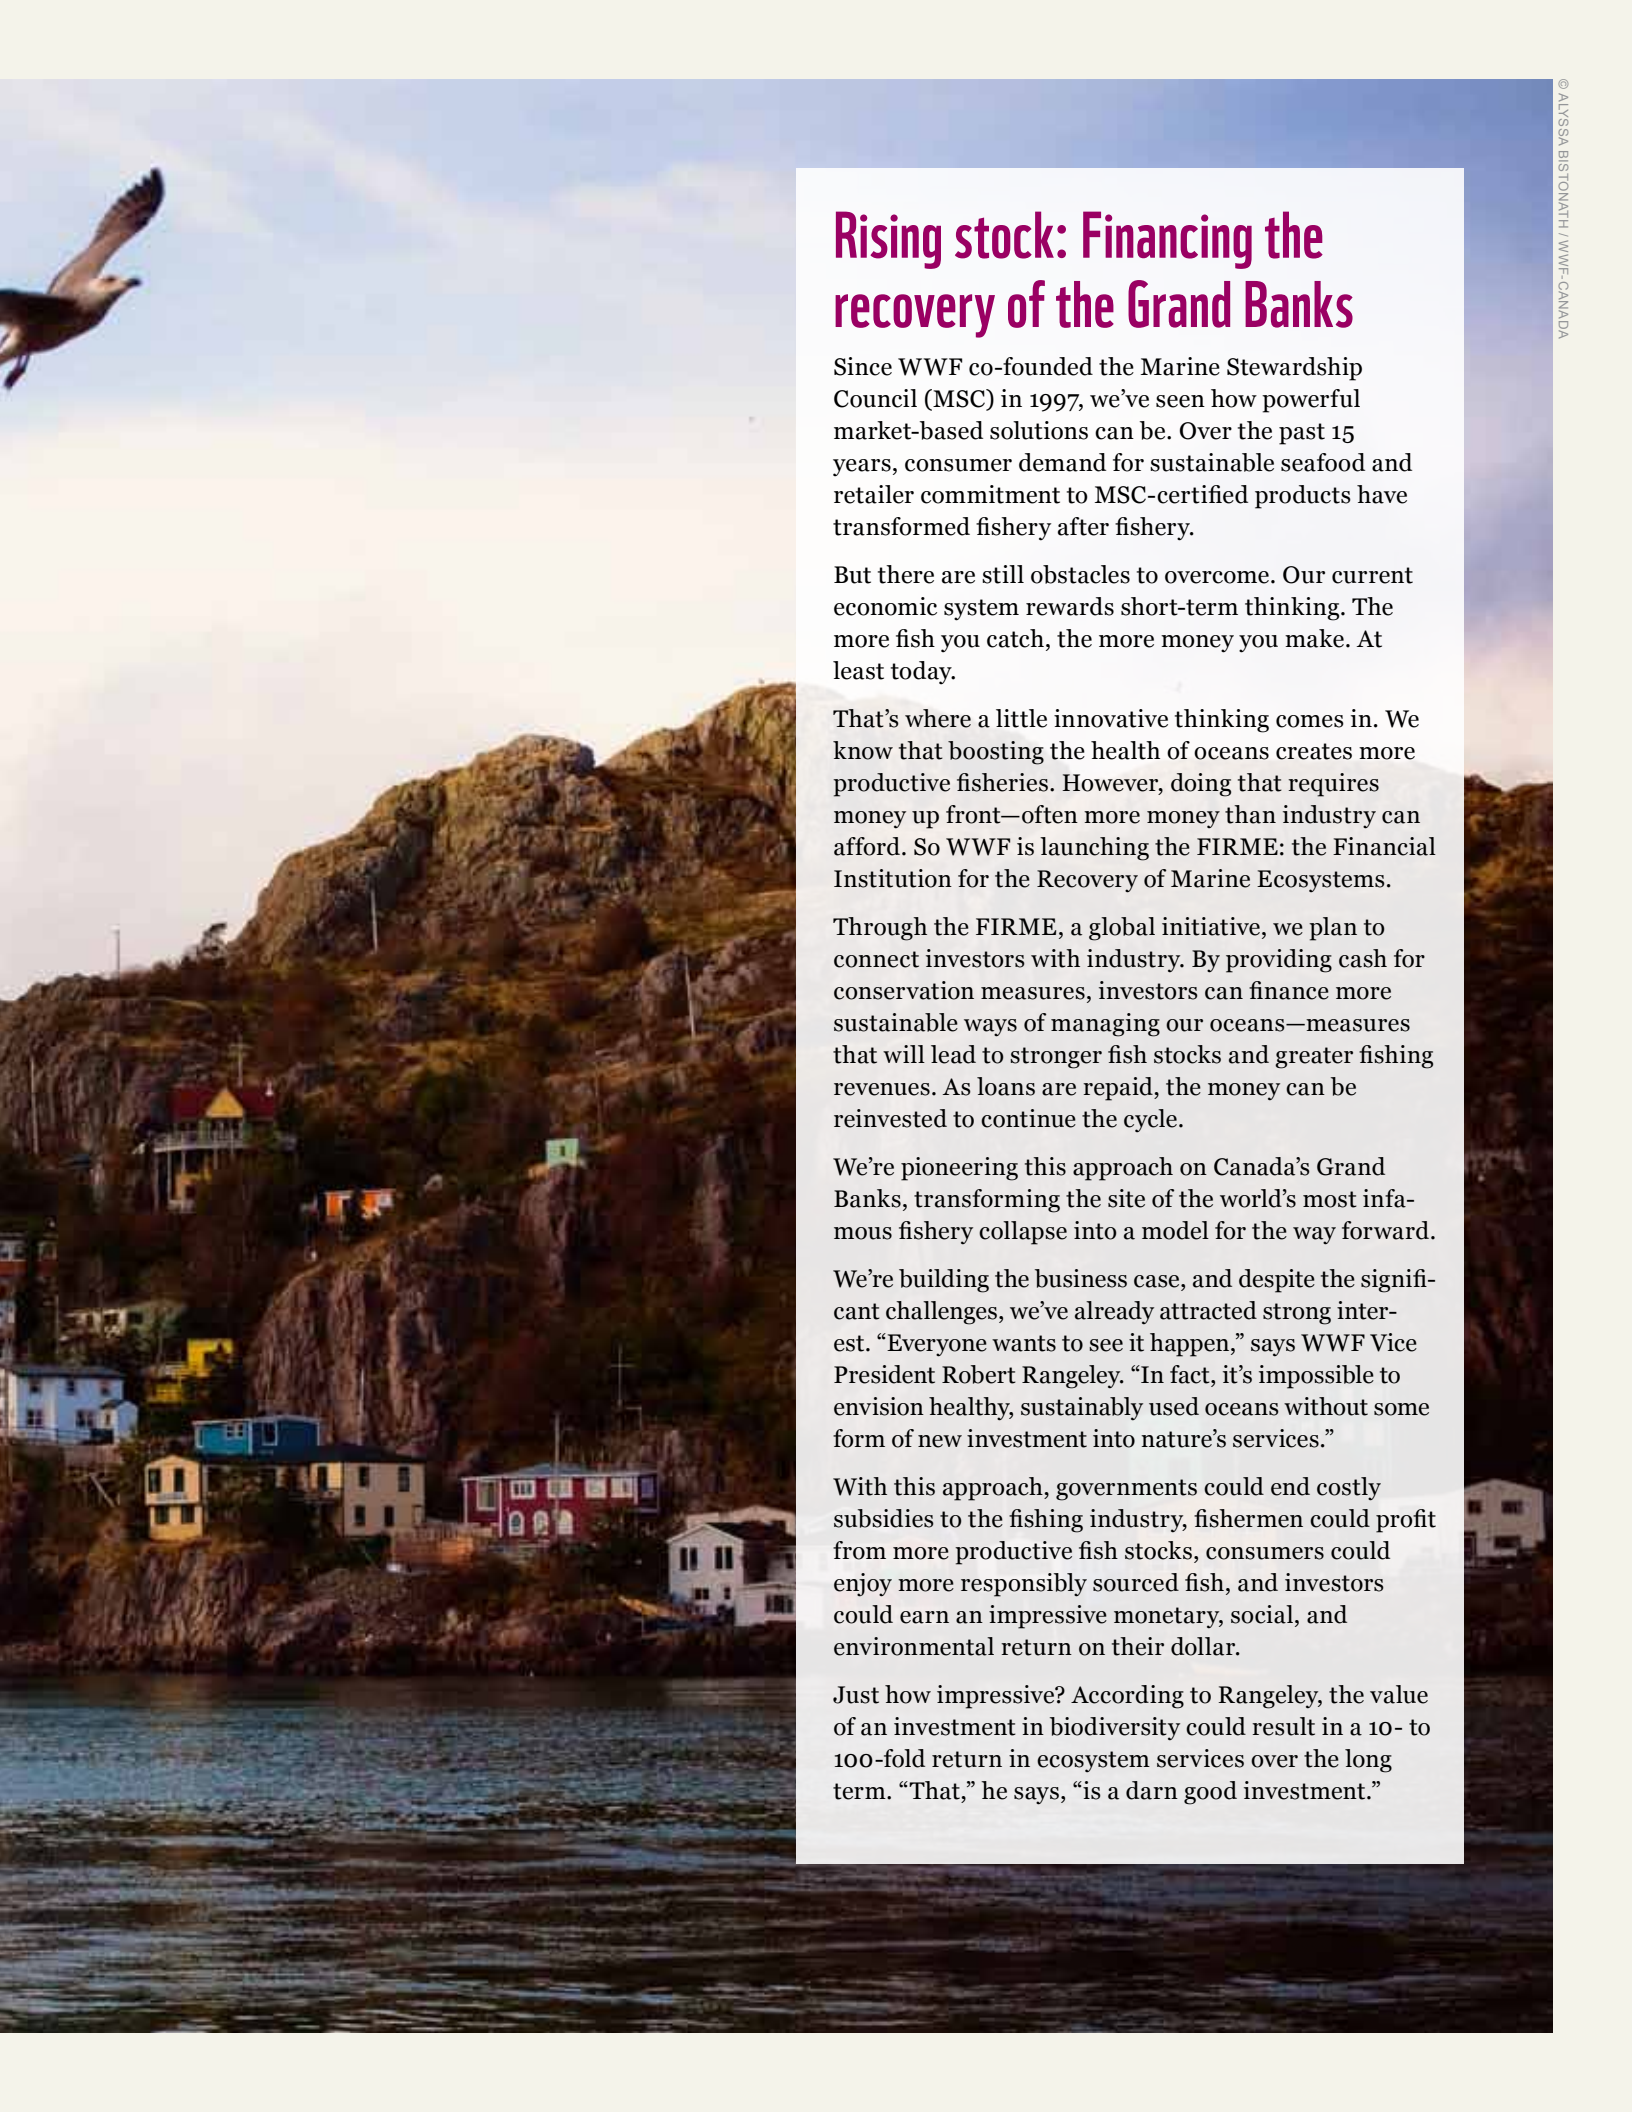 Rising stock: Financing the
recovery of the Grand Banks
Since WWF co-founded the Marine Stewardship
Council (MSC) in 1997, we’ve seen how powerful
market-based solutions can be. Over the past 15
years, consumer demand for sustainable seafood and
retailer commitment to MSC-certified products have
transformed fishery after fishery.
But there are still obstacles to overcome. Our current
economic system rewards short-term thinking. The
more fish you catch, the more money you make. At
least today.
That’s where a little innovative thinking comes in. We
know that boosting the health of oceans creates more
productive fisheries. However, doing that requires
money up front—often more money than industry can
afford. So WWF is launching the FIRME: the Financial
Institution for the Recovery of Marine Ecosystems.
Through the FIRME, a global initiative, we plan to
connect investors with industry. By providing cash for
conservation measures, investors can finance more
sustainable ways of managing our oceans—measures
that will lead to stronger fish stocks and greater fishing
revenues. As loans are repaid, the money can be
reinvested to continue the cycle.
We’re pioneering this approach on Canada’s Grand
Banks, transforming the site of the world’s most infa-
mous fishery collapse into a model for the way forward.
We’re building the business case, and despite the signifi-
cant challenges, we’ve already attracted strong inter-
est. “Everyone wants to see it happen,” says WWF Vice
President Robert Rangeley. “In fact, it’s impossible to
envision healthy, sustainably used oceans without some
form of new investment into nature’s services.”
With this approach, governments could end costly
subsidies to the fishing industry, fishermen could profit
from more productive fish stocks, consumers could
enjoy more responsibly sourced fish, and investors
could earn an impressive monetary, social, and
environmental return on their dollar.
Just how impressive? According to Rangeley, the value
of an investment in biodiversity could result in a 10- to
100-fold return in ecosystem services over the long
term. “That,” he says, “is a darn good investment.”
© ALYSSA BISTONATH / WWF-CANADA